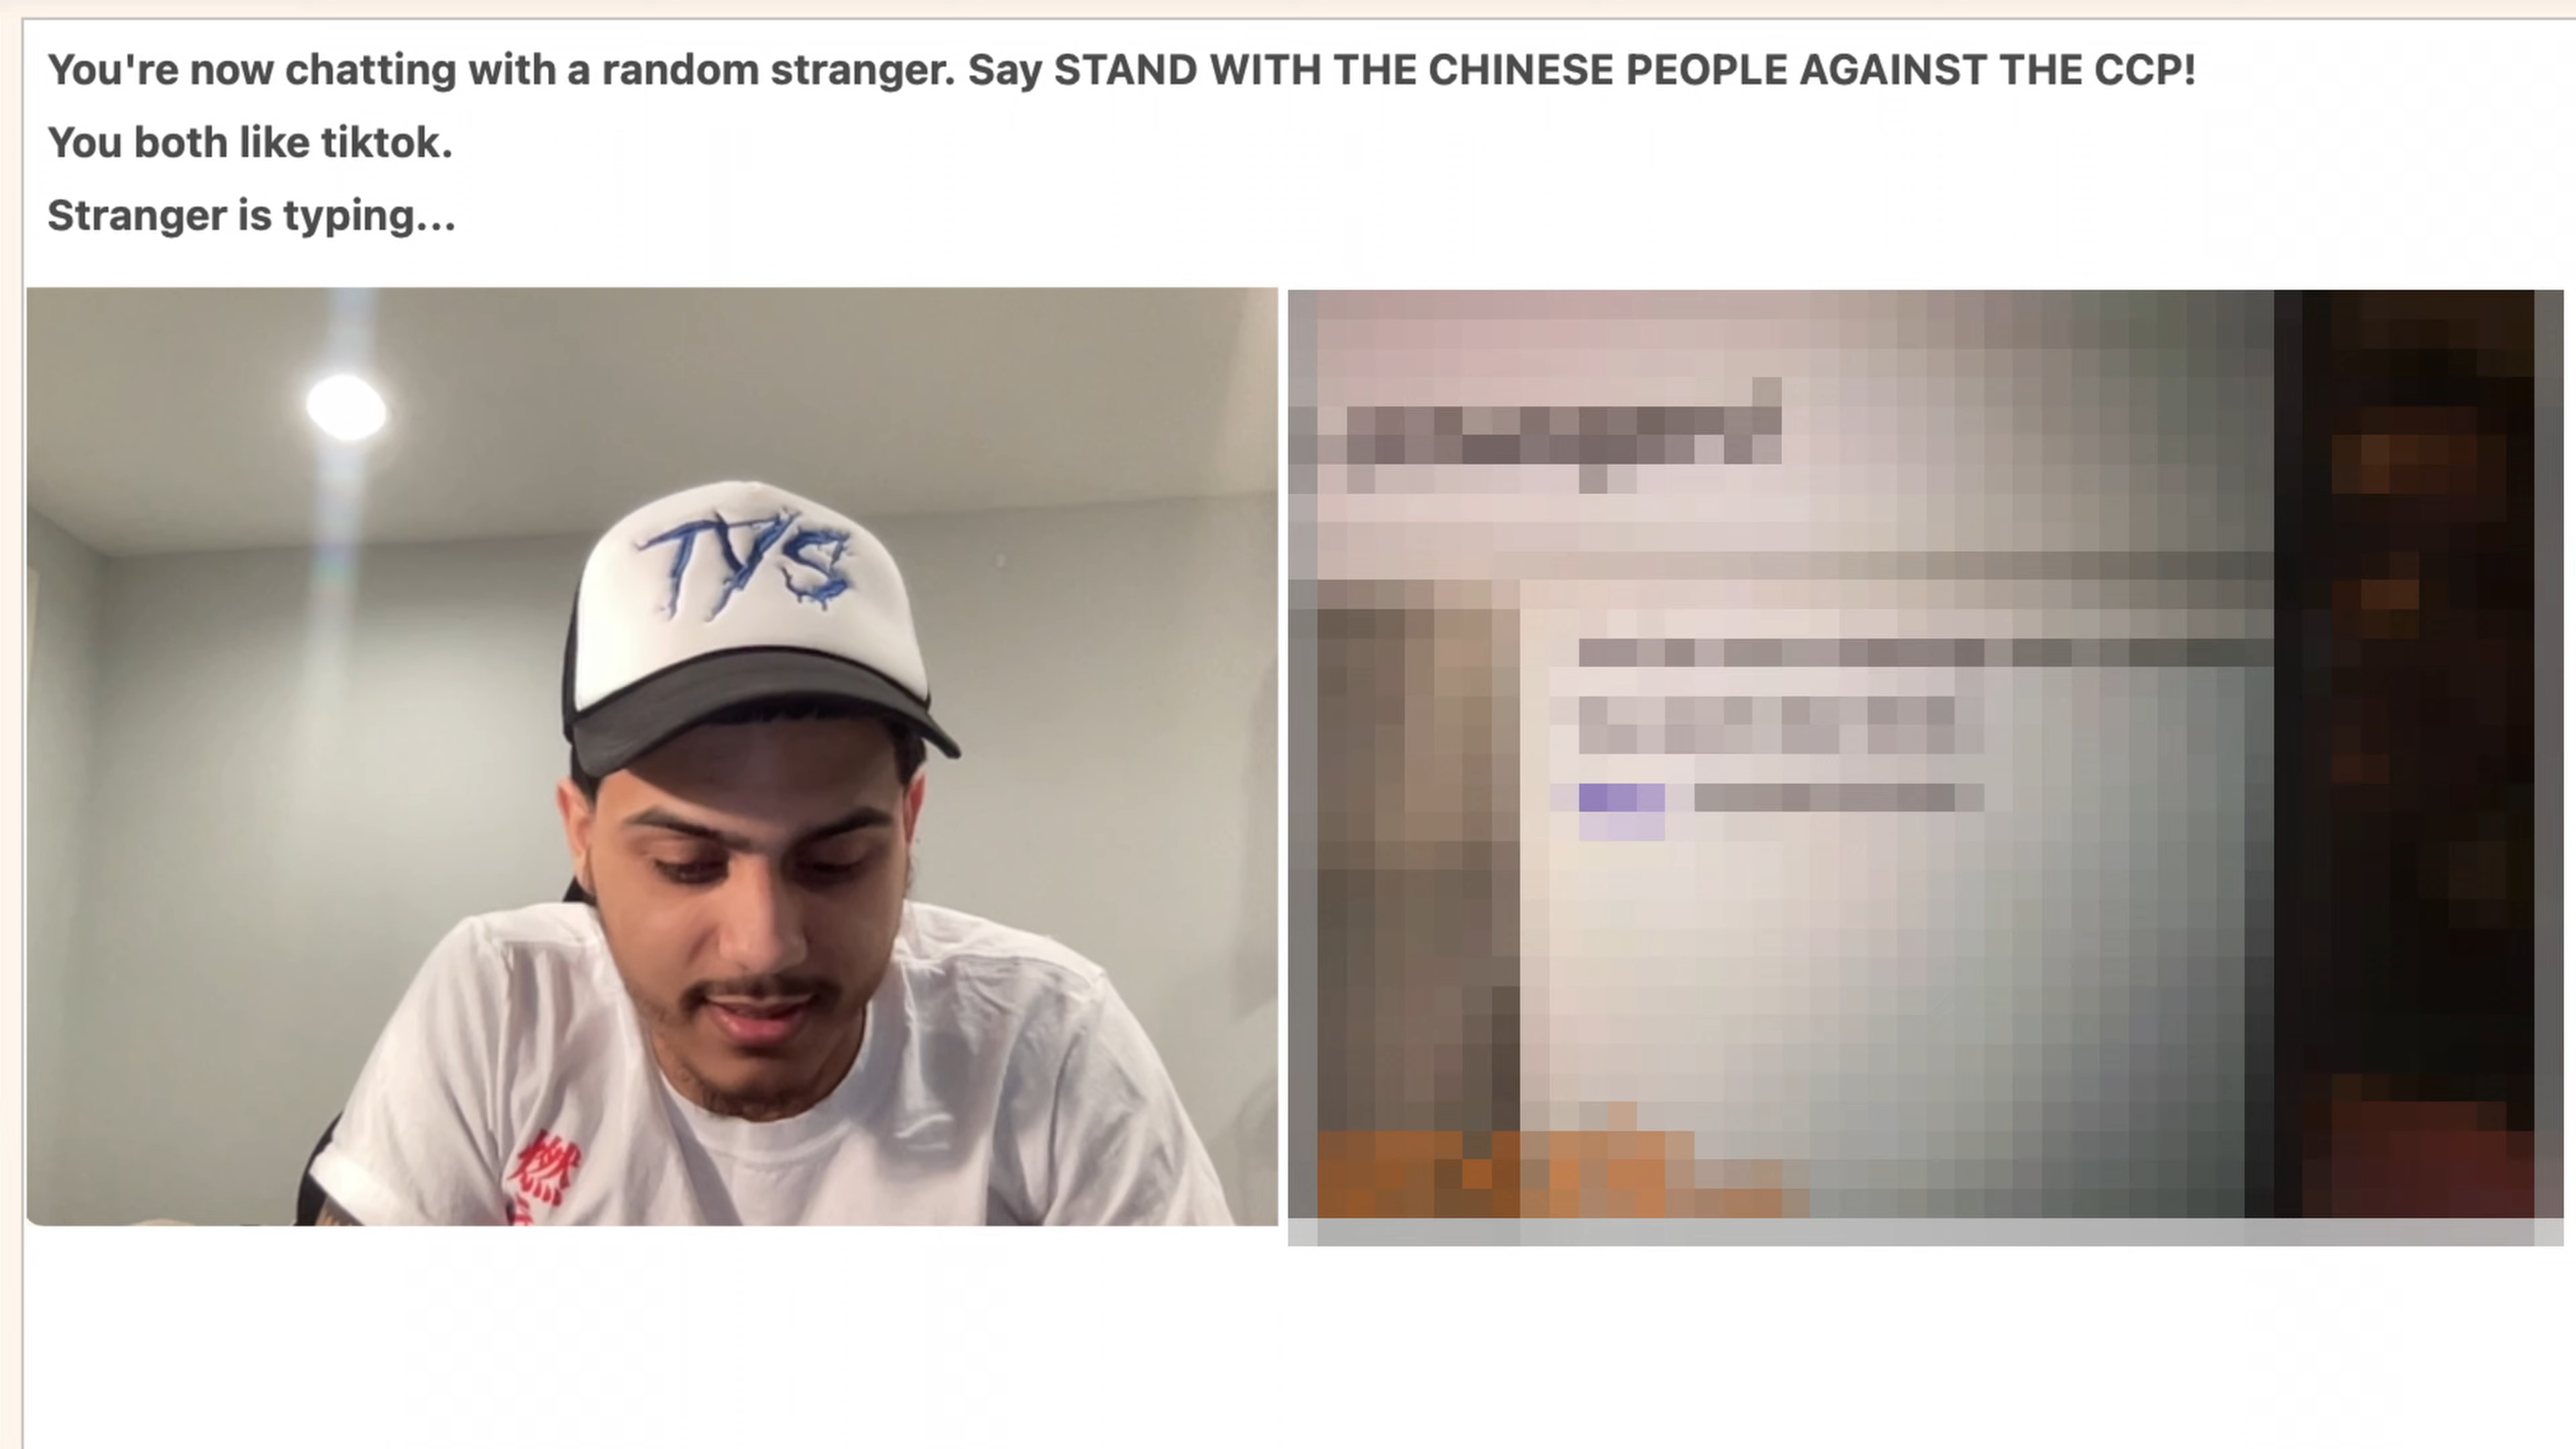 You're now chatting with a random stranger. Say STAND WITH THE CHINESE PEOPLE AGAINST THE CCP!
You both like tiktok.
Stranger is typing...
TVS
燃